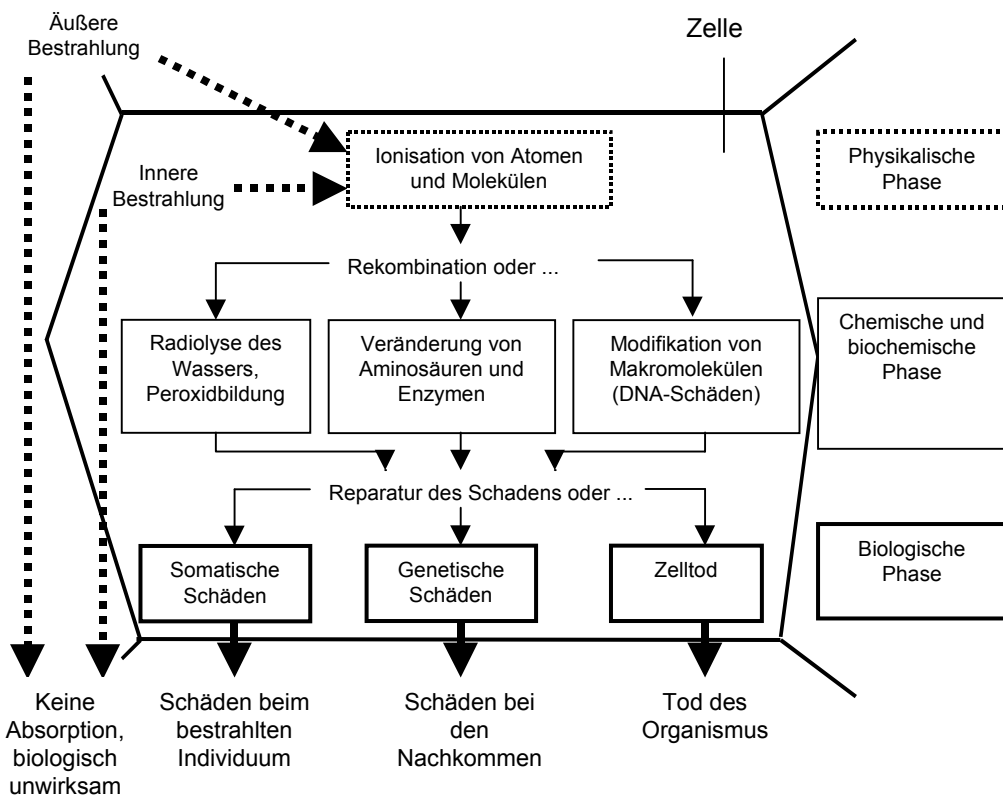 Äußere
Bestrahlung
Zelle
Ionisation von Atomen
und Molekülen
Physikalische
Phase
Innere
Bestrahlung
Rekombination oder ...
Radiolyse des
Wassers,
Peroxidbildung
Veränderung von
Aminosäuren und
Enzymen
Modifikation von
Makromolekülen
(DNA-Schäden)
Chemische und
biochemische
Phase
Reparatur des Schadens oder ...
Somatische
Schäden
Genetische
Schäden
Zelltod
Biologische
Phase
Keine
Absorption,
biologisch
unwirksam
Schäden beim
bestrahlten
Individuum
Schäden bei
den
Nachkommen
Tod des
Organismus